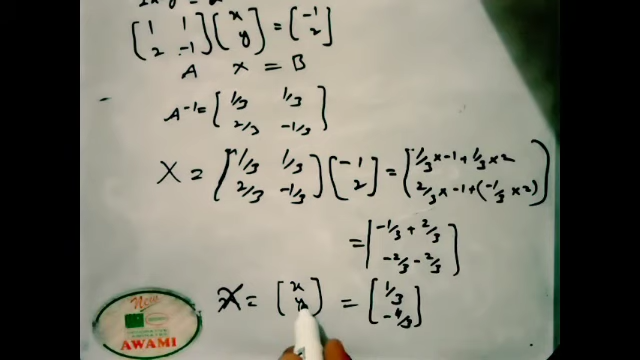 [1 1; 2 -1] [x; y] = [-1; 2]
A X = B
A⁻¹ = [1/3 1/3; 2/3 -1/3]
X = [1/3 1/3; 2/3 -1/3] [-1; 2] = [1/3 x -1 + 1/3 x 2; 2/3 x -1 + (-1/3 x 2)]
= [-1/3 + 2/3; -2/3 - 2/3]
X = [x; y] = [1/3; -4/3]
New
AWAMI